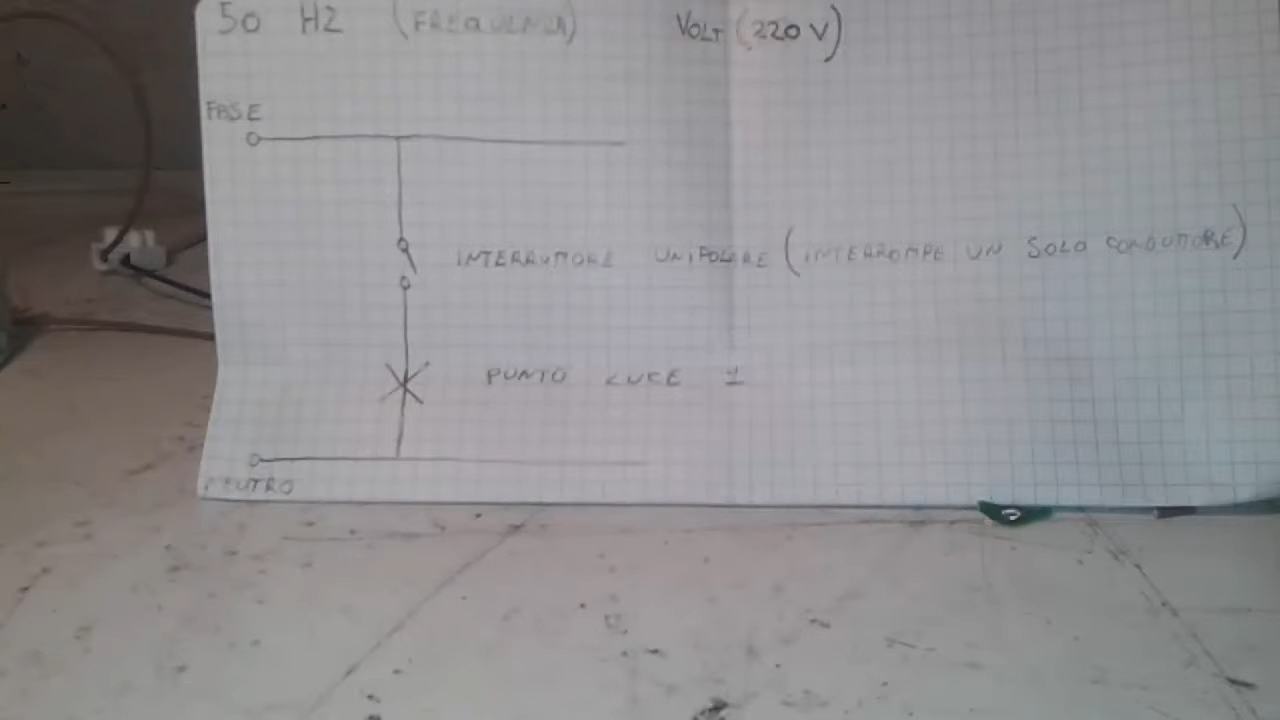 50 HZ (FREQUENZA) VOLT (220 V)
FASE
INTERRUTTORE UNIPOLARE (INTERROMPE UN SOLO CONDUTTORE)
PUNTO LUCE 1
NEUTRO